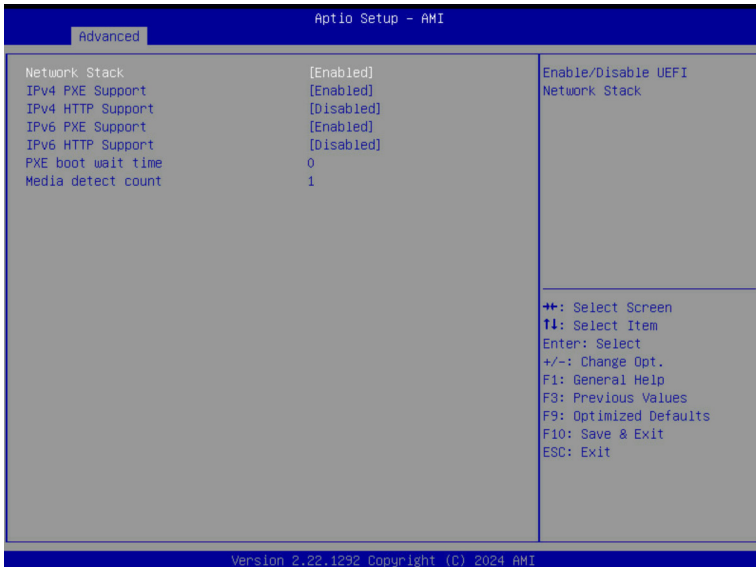 Aptio Setup – AMI
Advanced
Network Stack [Enabled]
IPv4 PXE Support [Enabled]
IPv4 HTTP Support [Disabled]
IPv6 PXE Support [Enabled]
IPv6 HTTP Support [Disabled]
PXE boot wait time 0
Media detect count 1
Enable/Disable UEFI
Network Stack
→←: Select Screen
↑↓: Select Item
Enter: Select
+/-: Change Opt.
F1: General Help
F3: Previous Values
F9: Optimized Defaults
F10: Save & Exit
ESC: Exit
Version 2.22.1292 Copyright (C) 2024 AMI